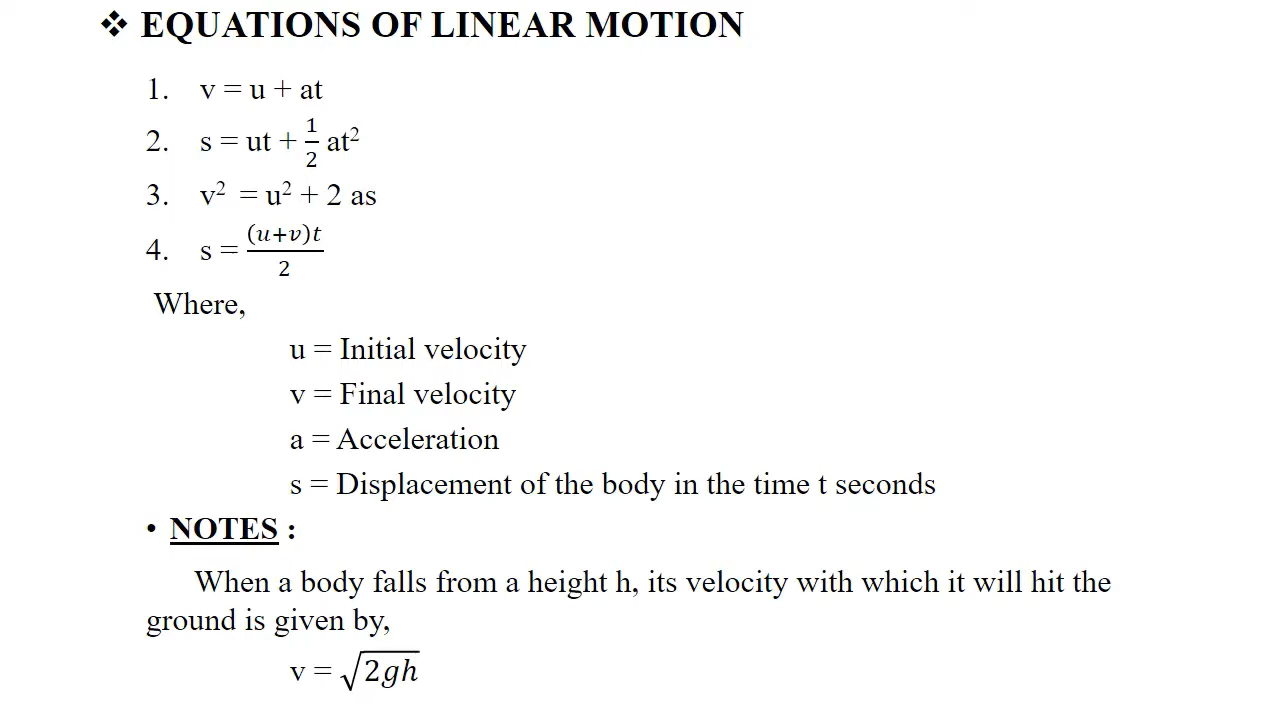 ❖ EQUATIONS OF LINEAR MOTION
1. v = u + at
2. s = ut + 1/2 at²
3. v² = u² + 2 as
4. s = (u+v)t/2
Where,
u = Initial velocity
v = Final velocity
a = Acceleration
s = Displacement of the body in the time t seconds
• NOTES :
When a body falls from a height h, its velocity with which it will hit the
ground is given by,
v = √2gh